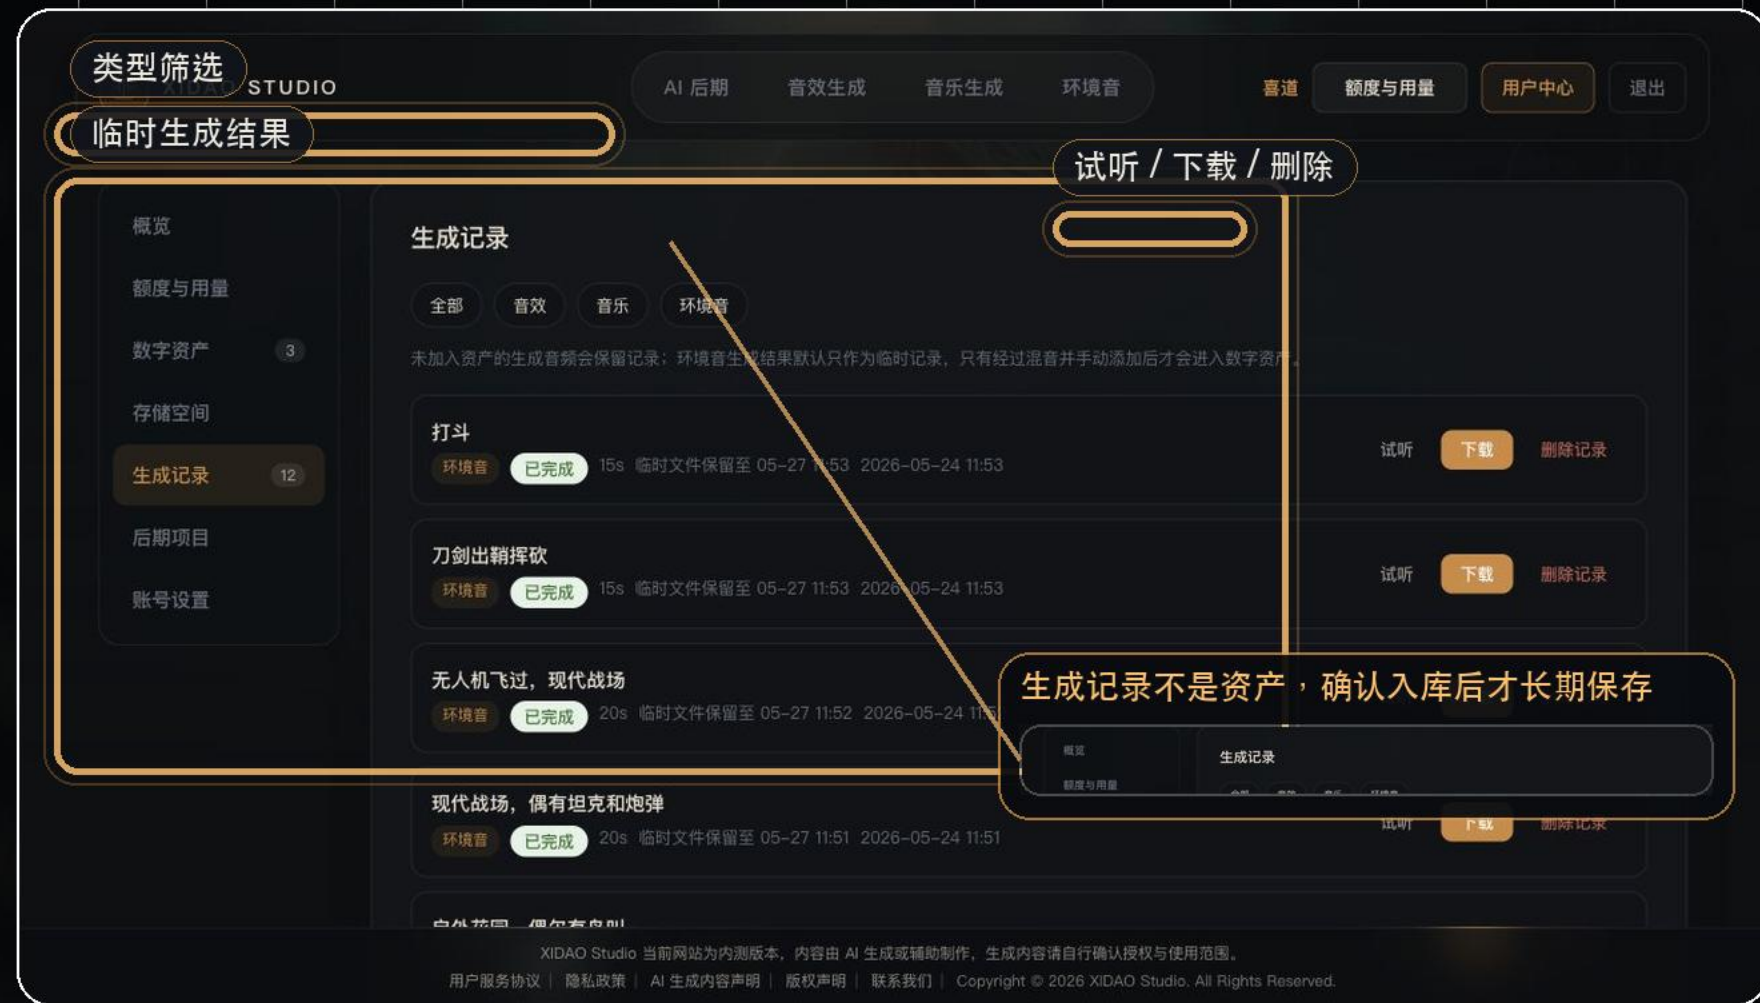 类型筛选
XIDAO STUDIO
AI 后期 音效生成 音乐生成 环境音
喜道 额度与用量 用户中心 退出
临时生成结果
试听 / 下载 / 删除
概览
额度与用量
数字资产 3
存储空间
生成记录 12
后期项目
账号设置
生成记录
全部 音效 音乐 环境音
未加入资产的生成音频会保留记录；环境音生成结果默认只作为临时记录，只有经过混音并手动添加后才会进入数字资产。
打斗
环境音 已完成 15s 临时文件保留至 05-27 11:53 2026-05-24 11:53
试听 下载 删除记录
刀剑出鞘挥砍
环境音 已完成 15s 临时文件保留至 05-27 11:53 2026-05-24 11:53
试听 下载 删除记录
无人机飞过，现代战场
环境音 已完成 20s 临时文件保留至 05-27 11:52 2026-05-24
生成记录不是资产，确认入库后才长期保存
概览
额度与用量
生成记录
现代战场，偶有坦克和炮弹
环境音 已完成 20s 临时文件保留至 05-27 11:51 2026-05-24 11:51
试听 下载 删除记录
XIDAO Studio 当前网站为内测版本，内容由 AI 生成或辅助制作，生成内容请自行确认授权与使用范围。
用户服务协议 | 隐私政策 | AI 生成内容声明 | 版权声明 | 联系我们 | Copyright © 2026 XIDAO Studio. All Rights Reserved.